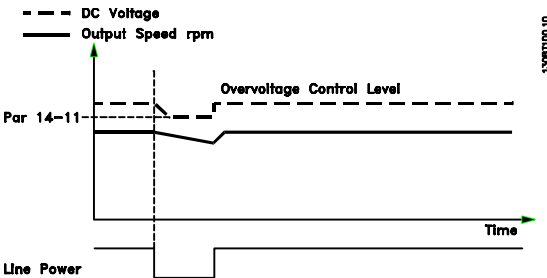 DC Voltage
Output Speed rpm
Overvoltage Control Level
Par 14-11
Time
Line Power